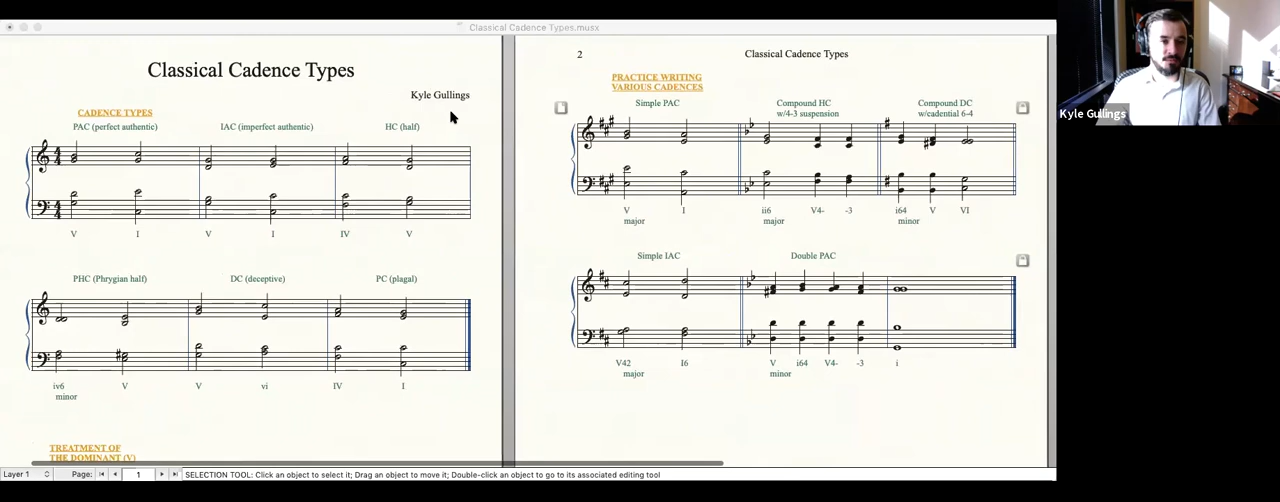 Classical Cadence Types.musx
Classical Cadence Types
Kyle Gullings
CADENCE TYPES
PAC (perfect authentic) IAC (imperfect authentic) HC (half)
V I V I IV V
PHC (Phrygian half) DC (deceptive) PC (plagal)
iv6 V V vi IV I
minor
TREATMENT OF
THE DOMINANT (V)
2 Classical Cadence Types
PRACTICE WRITING
VARIOUS CADENCES
Simple PAC Compound HC Compound DC
w/4-3 suspension w/cadential 6-4
V I ii6 V4- -3 i64 V VI
major major minor
Simple IAC Double PAC
V42 I6 V i64 V4- -3 i
major minor
Kyle Gullings
Layer 1 Page: 1 SELECTION TOOL: Click an object to select it; Drag an object to move it; Double-click an object to go to its associated editing tool